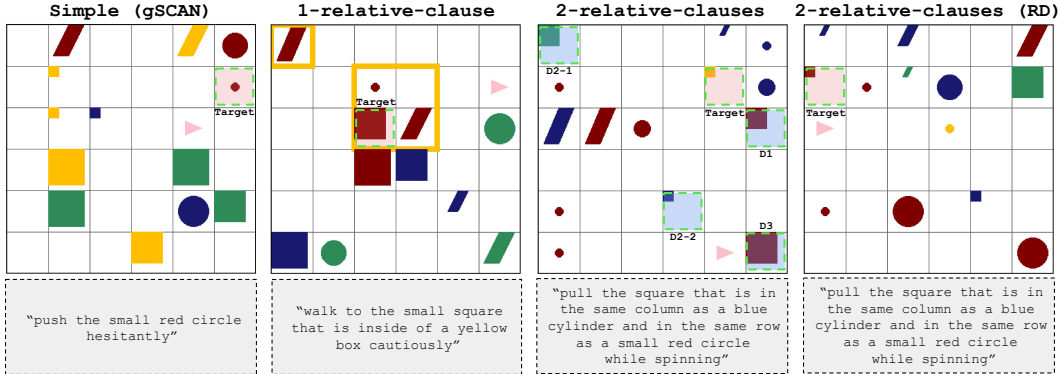 Simple (gSCAN)
Target
“push the small red circle
hesitantly”
1-relative-clause
Target
“walk to the small square
that is inside of a yellow
box cautiously”
2-relative-clauses
D2-1
Target
D1
D2-2
D3
“pull the square that is in
the same column as a blue
cylinder and in the same row
as a small red circle
while spinning”
2-relative-clauses (RD)
Target
“pull the square that is in
the same column as a blue
cylinder and in the same row
as a small red circle
while spinning”